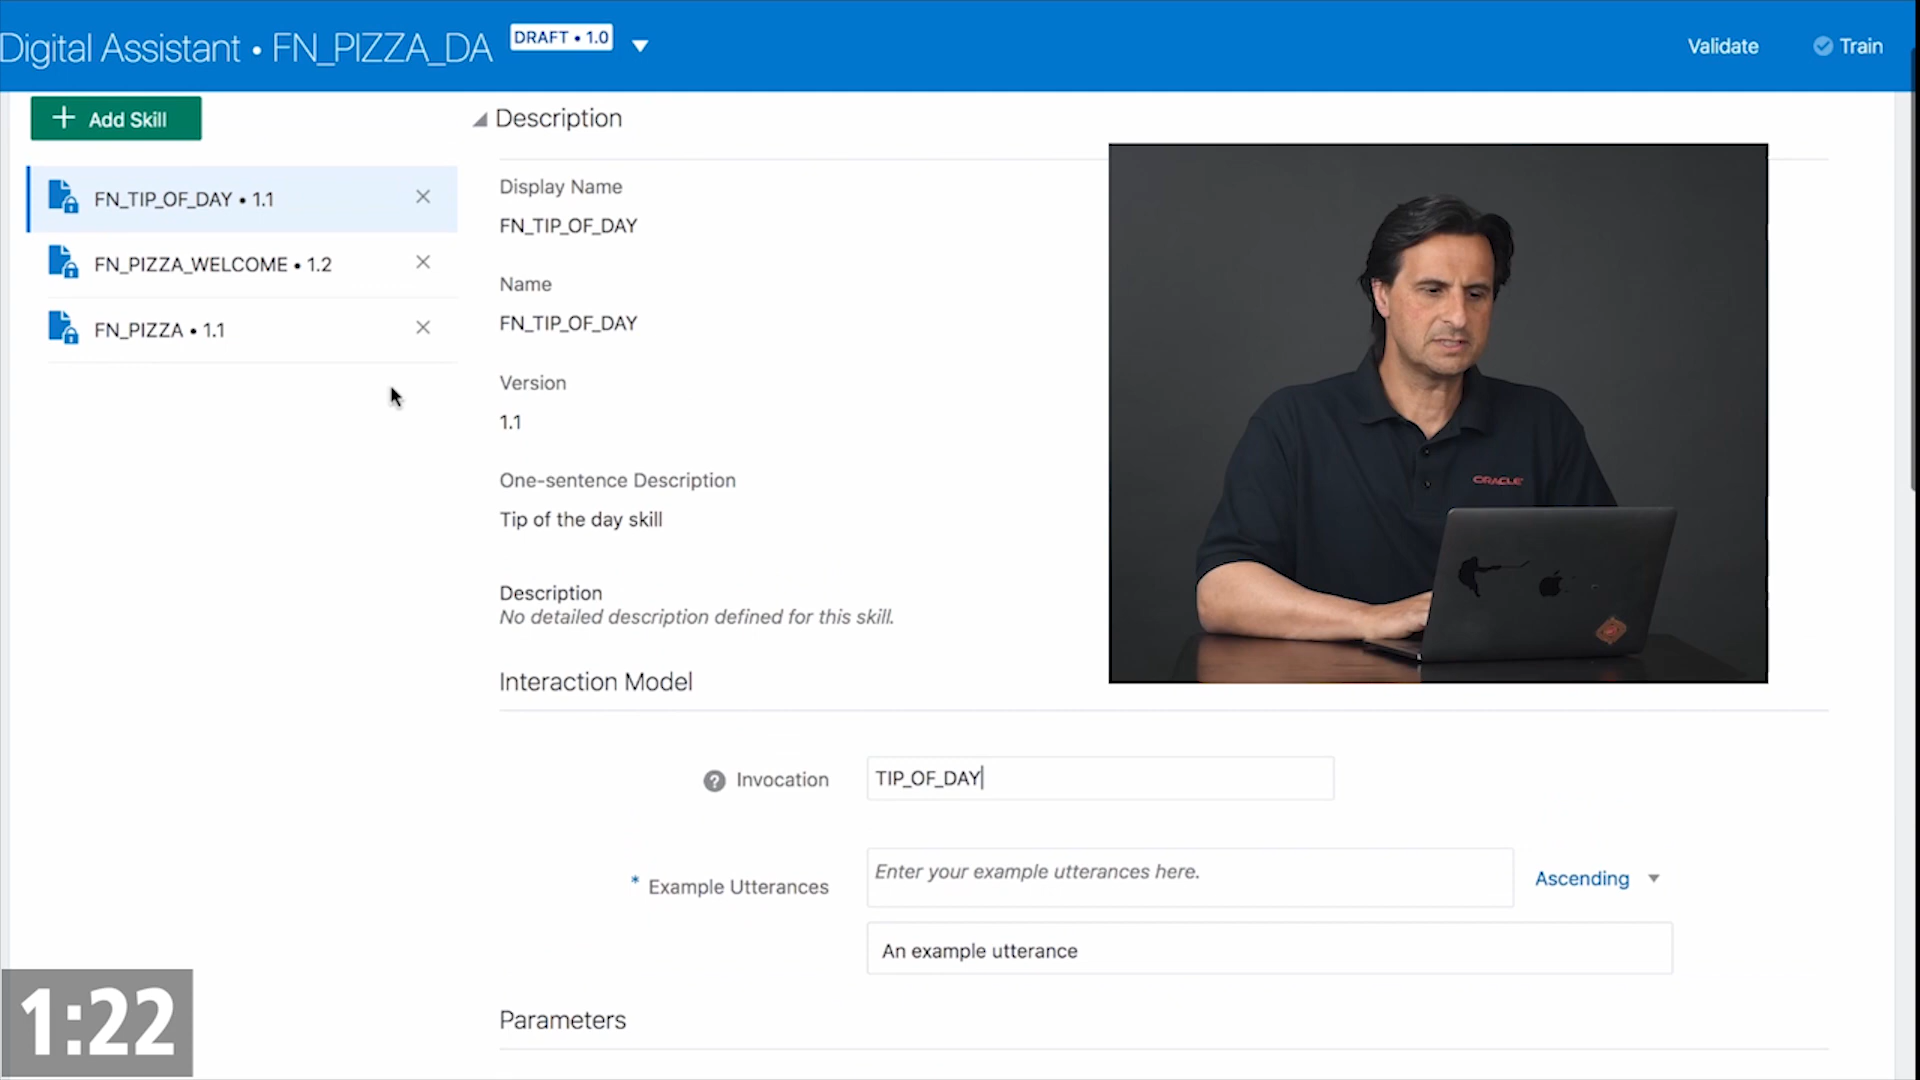 Digital Assistant • FN_PIZZA_DA
DRAFT • 1.0
Validate
Train
Add Skill
FN_TIP_OF_DAY • 1.1
FN_PIZZA_WELCOME • 1.2
FN_PIZZA • 1.1
Description
Display Name
FN_TIP_OF_DAY
Name
FN_TIP_OF_DAY
Version
1.1
One-sentence Description
Tip of the day skill
Description
No detailed description defined for this skill.
ORACLE
Interaction Model
? Invocation
TIP_OF_DAY
* Example Utterances
Enter your example utterances here.
Ascending
An example utterance
Parameters
1:22